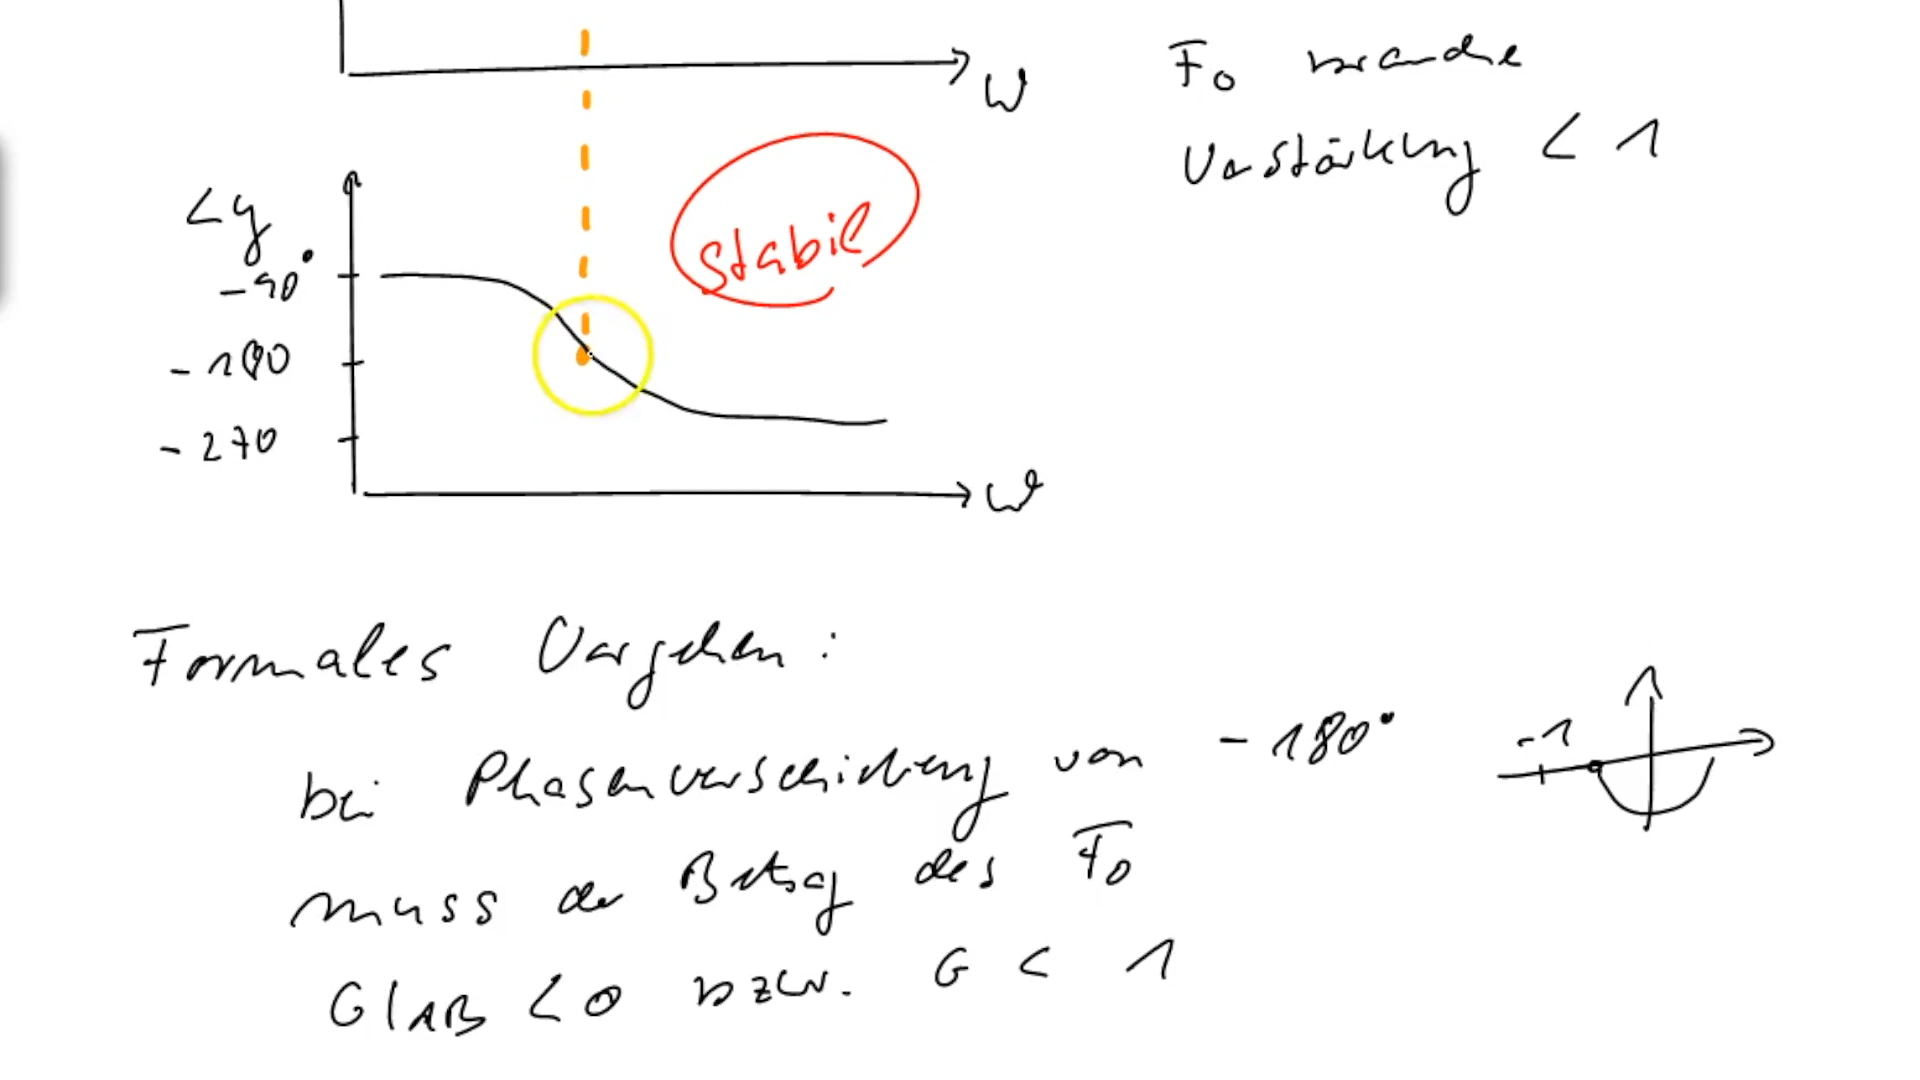 ω
F₀ brauche
Verstärkung < 1
∠y
-90°
-180
-270
stabil
ω
Formales Vorgehen:
bei Phasenverschiebung von -180°
-1
muss der Betrag des F₀
G|dB < 0 bzw. G < 1